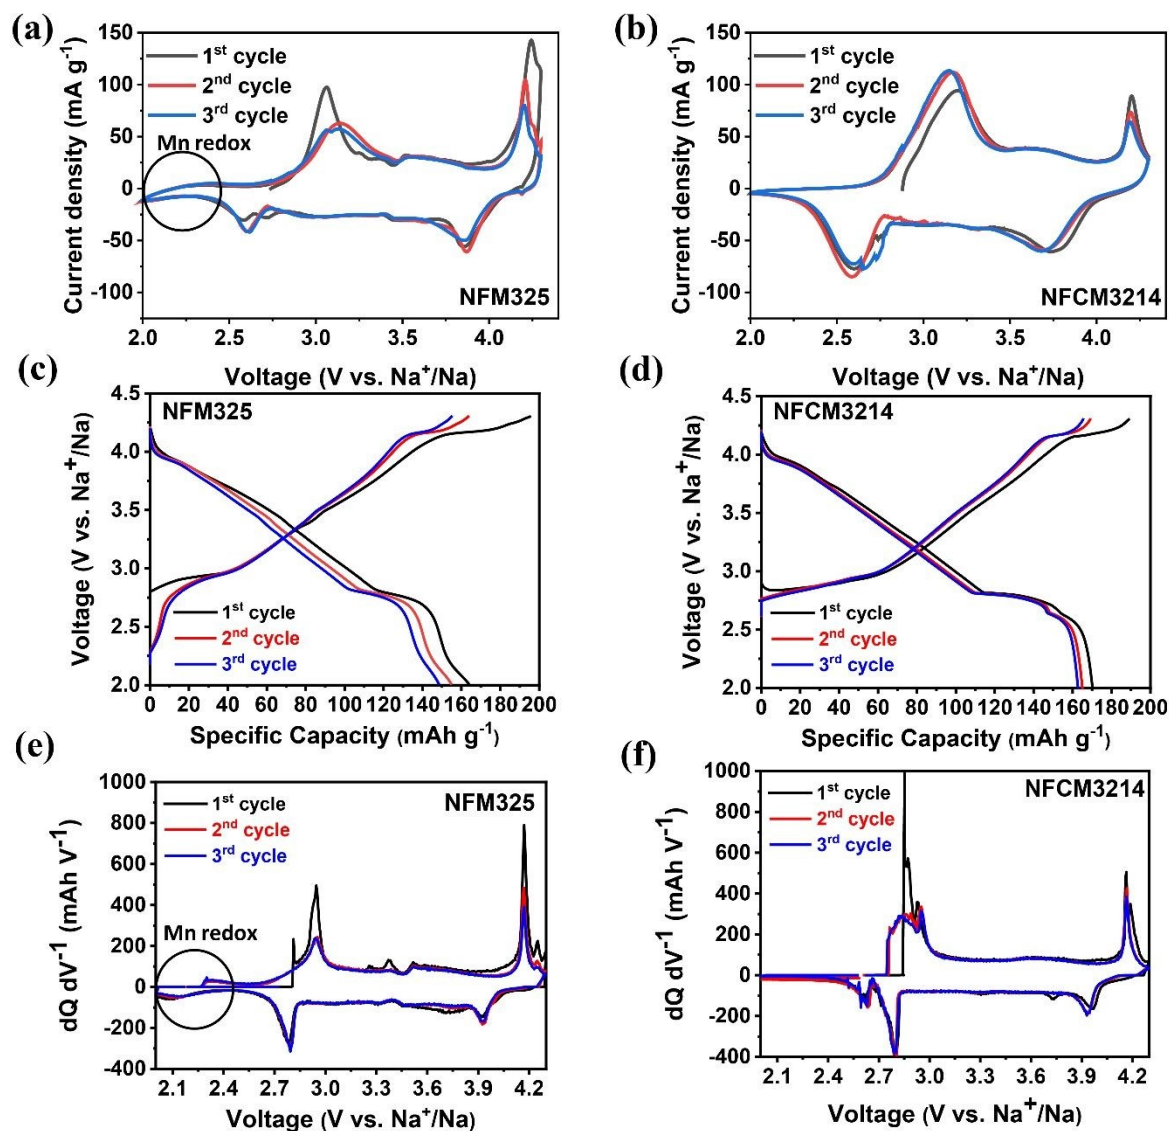 (a)
150
100
50
0
-50
-100
Current density (mA g⁻¹)
1ˢᵗ cycle
2ⁿᵈ cycle
3ʳᵈ cycle
Mn redox
NFM325
2.0 2.5 3.0 3.5 4.0
Voltage (V vs. Na⁺/Na)
(b)
150
100
50
0
-50
-100
Current density (mA g⁻¹)
1ˢᵗ cycle
2ⁿᵈ cycle
3ʳᵈ cycle
NFCM3214
2.0 2.5 3.0 3.5 4.0
Voltage (V vs. Na⁺/Na)
(c)
4.5
4.0
3.5
3.0
2.5
2.0
Voltage (V vs. Na⁺/Na)
NFM325
1ˢᵗ cycle
2ⁿᵈ cycle
3ʳᵈ cycle
0 20 40 60 80 100 120 140 160 180 200
Specific Capacity (mAh g⁻¹)
(d)
4.5
4.0
3.5
3.0
2.5
2.0
Voltage (V vs. Na⁺/Na)
NFCM3214
1ˢᵗ cycle
2ⁿᵈ cycle
3ʳᵈ cycle
0 20 40 60 80 100 120 140 160 180 200
Specific Capacity (mAh g⁻¹)
(e)
1000
800
600
400
200
0
-200
-400
dQ dV⁻¹ (mAh V⁻¹)
NFM325
1ˢᵗ cycle
2ⁿᵈ cycle
3ʳᵈ cycle
Mn redox
2.1 2.4 2.7 3.0 3.3 3.6 3.9 4.2
Voltage (V vs. Na⁺/Na)
(f)
1000
800
600
400
200
0
-200
-400
dQ dV⁻¹ (mAh V⁻¹)
NFCM3214
1ˢᵗ cycle
2ⁿᵈ cycle
3ʳᵈ cycle
2.1 2.4 2.7 3.0 3.3 3.6 3.9 4.2
Voltage (V vs. Na⁺/Na)